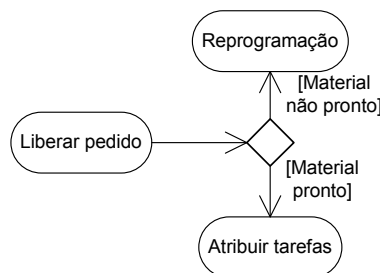 Reprogramação
[Material
não pronto]
Liberar pedido
[Material
pronto]
Atribuir tarefas